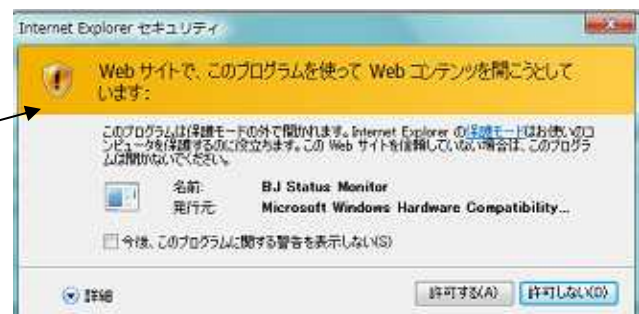 Internet Explorer セキュリティ
Web サイトで、このプログラムを使って Web コンテンツを開こうとして
います:
このプログラムは保護モードの外で開かれます。Internet Explorer の保護モードはお使いのコ
ンピュータを保護するのに役立ちます。この Web サイトを信頼していない場合は、このプログラ
ムは開かないでください。
名前: BJ Status Monitor
発行元: Microsoft Windows Hardware Compatibility...
今後、このプログラムに関する警告を表示しない(S)
詳細
許可する(A) 許可しない(D)